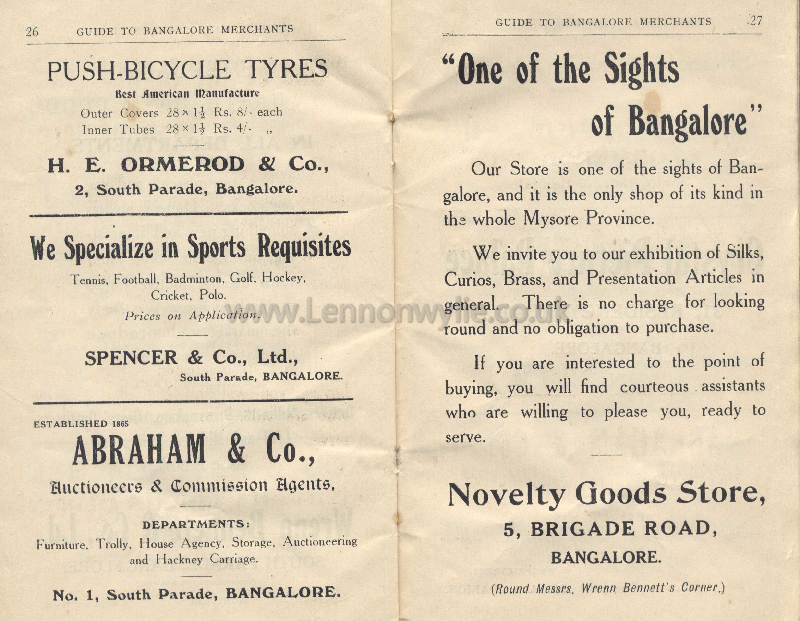 26 GUIDE TO BANGALORE MERCHANTS
PUSH-BICYCLE TYRES
Best American Manufacture
Outer Covers 28 × 1½ Rs. 8/- each
Inner Tubes 28 × 1½ Rs. 4/- „
H. E. ORMEROD & Co.,
2, South Parade, Bangalore.
We Specialize in Sports Requisites
Tennis, Football, Badminton, Golf, Hockey,
Cricket, Polo.
Prices on Application.
SPENCER & Co., Ltd.,
South Parade, BANGALORE.
ESTABLISHED 1865
ABRAHAM & Co.,
Auctioneers & Commission Agents,
DEPARTMENTS:
Furniture, Trolly, House Agency, Storage, Auctioneering
and Hackney Carriage.
No. 1, South Parade, BANGALORE.
GUIDE TO BANGALORE MERCHANTS 27
"One of the Sights
of Bangalore"
Our Store is one of the sights of Ban-
galore, and it is the only shop of its kind in
the whole Mysore Province.
We invite you to our exhibition of Silks,
Curios, Brass, and Presentation Articles in
general. There is no charge for looking
round and no obligation to purchase.
If you are interested to the point of
buying, you will find courteous assistants
who are willing to please you, ready to
serve.
Novelty Goods Store,
5, BRIGADE ROAD,
BANGALORE.
(Round Messrs. Wrenn Bennett's Corner.)
www.Lennonwylie.co.uk